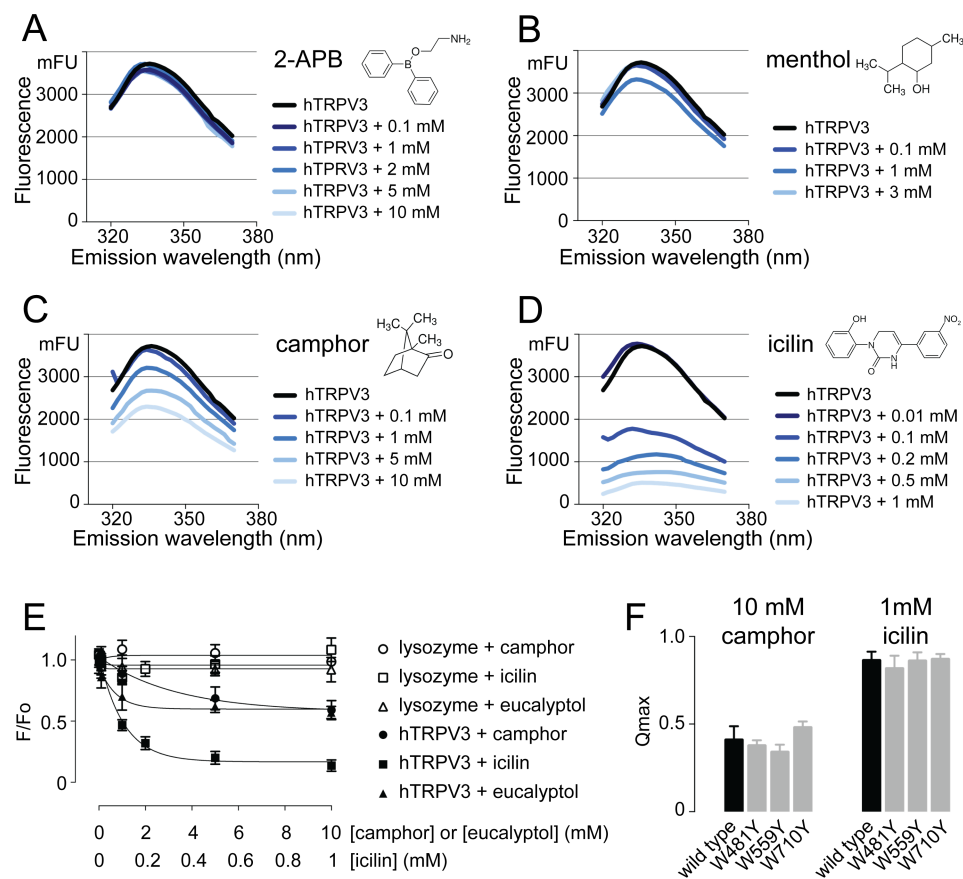 A
2-APB
O
NH₂
B
mFU
3000
2000
1000
0
Fluorescence
320
350
380
Emission wavelength (nm)
hTRPV3
hTPRV3 + 0.1 mM
hTPRV3 + 1 mM
hTPRV3 + 2 mM
hTRPV3 + 5 mM
hTRPV3 + 10 mM
B
menthol
CH₃
H₃C
CH₃
OH
mFU
3000
2000
1000
0
Fluorescence
320
350
380
Emission wavelength (nm)
hTRPV3
hTRPV3 + 0.1 mM
hTRPV3 + 1 mM
hTRPV3 + 3 mM
C
camphor
H₃C
CH₃
CH₃
O
mFU
3000
2000
1000
0
Fluorescence
320
350
380
Emission wavelength (nm)
hTRPV3
hTRPV3 + 0.1 mM
hTRPV3 + 1 mM
hTRPV3 + 5 mM
hTRPV3 + 10 mM
D
icilin
OH
NO₂
N
N
H
O
mFU
3000
2000
1000
0
Fluorescence
320
350
380
Emission wavelength (nm)
hTRPV3
hTRPV3 + 0.01 mM
hTRPV3 + 0.1 mM
hTRPV3 + 0.2 mM
hTRPV3 + 0.5 mM
hTRPV3 + 1 mM
E
1.0
0.5
0
F/Fo
lysozyme + camphor
lysozyme + icilin
lysozyme + eucalyptol
hTRPV3 + camphor
hTRPV3 + icilin
hTRPV3 + eucalyptol
0 2 4 6 8 10 [camphor] or [eucalyptol] (mM)
0 0.2 0.4 0.6 0.8 1 [icilin] (mM)
F
10 mM
camphor
1mM
icilin
1.0
0.5
0
Qmax
wild type
W481Y
W559Y
W710Y
wild type
W481Y
W559Y
W710Y